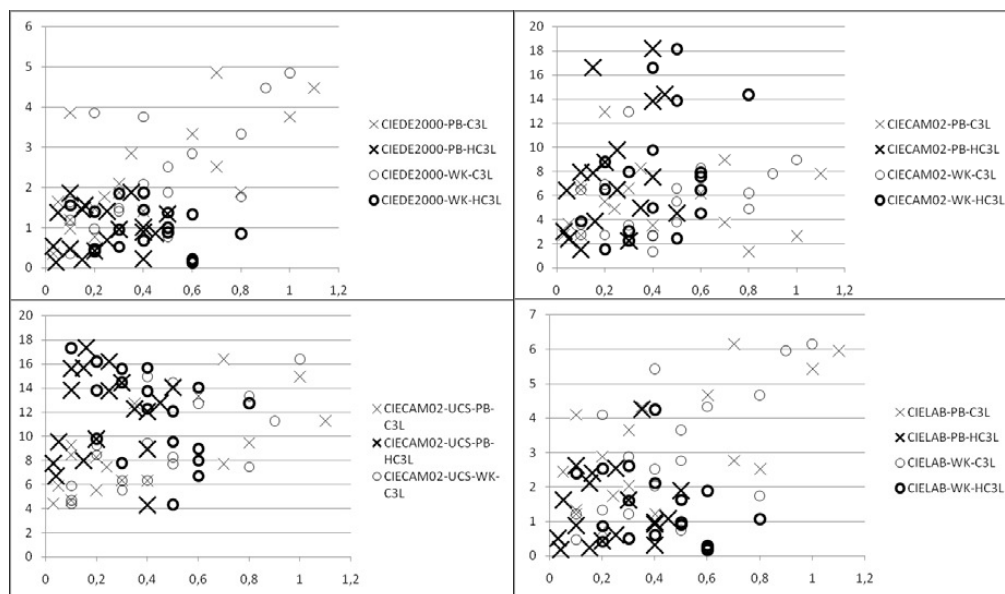 6
5
4
3
2
1
0
0 0,2 0,4 0,6 0,8 1 1,2
CIEDE2000-PB-C3L
CIEDE2000-PB-HC3L
CIEDE2000-WK-C3L
CIEDE2000-WK-HC3L
20
18
16
14
12
10
8
6
4
2
0
0 0,2 0,4 0,6 0,8 1 1,2
CIECAM02-PB-C3L
CIECAM02-PB-HC3L
CIECAM02-WK-C3L
CIECAM02-WK-HC3L
20
18
16
14
12
10
8
6
4
2
0
0 0,2 0,4 0,6 0,8 1 1,2
CIECAM02-UCS-PB-
C3L
CIECAM02-UCS-PB-
HC3L
CIECAM02-UCS-WK-
C3L
7
6
5
4
3
2
1
0
0 0,2 0,4 0,6 0,8 1 1,2
CIELAB-PB-C3L
CIELAB-PB-HC3L
CIELAB-WK-C3L
CIELAB-WK-HC3L